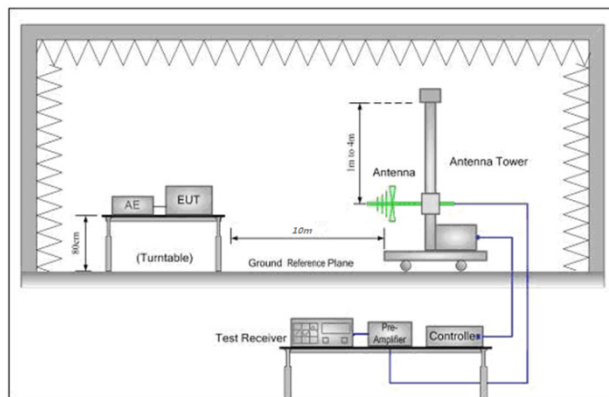 1m to 4m
Antenna
Antenna Tower
AE
EUT
80cm
(Turntable)
10m
Ground Reference Plane
Test Receiver
Pre-
Amplifier
Controller